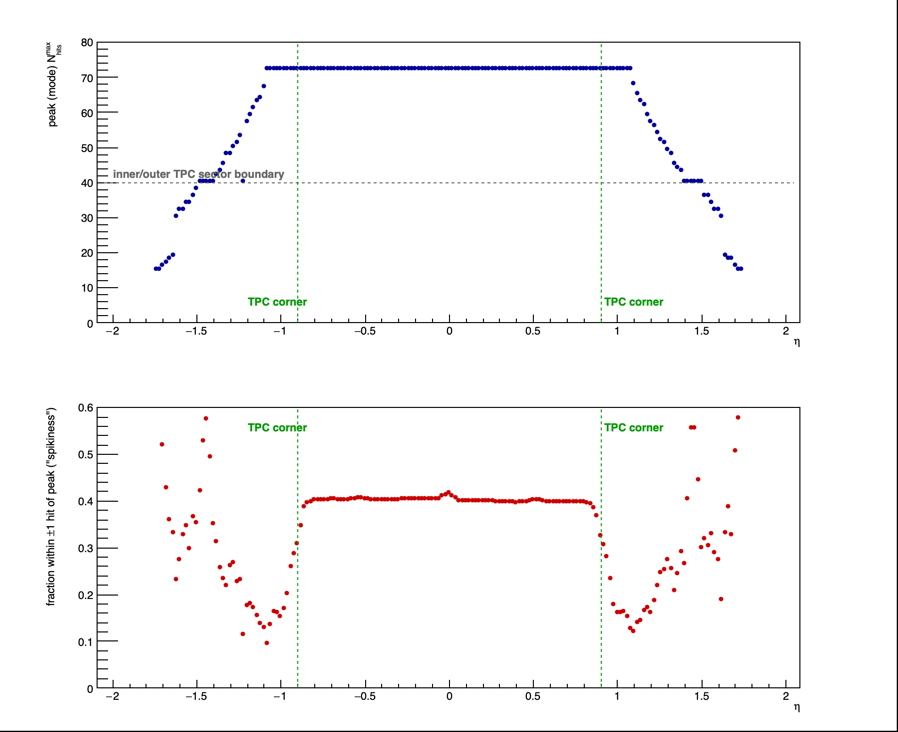 80
70
60
50
40
30
20
10
0
peak (mode) N^max_hits
inner/outer TPC sector boundary
TPC corner TPC corner
−2 −1.5 −1 −0.5 0 0.5 1 1.5 2
η
0.6
0.5
0.4
0.3
0.2
0.1
0
fraction within ±1 hit of peak ("spikiness")
TPC corner TPC corner
−2 −1.5 −1 −0.5 0 0.5 1 1.5 2
η